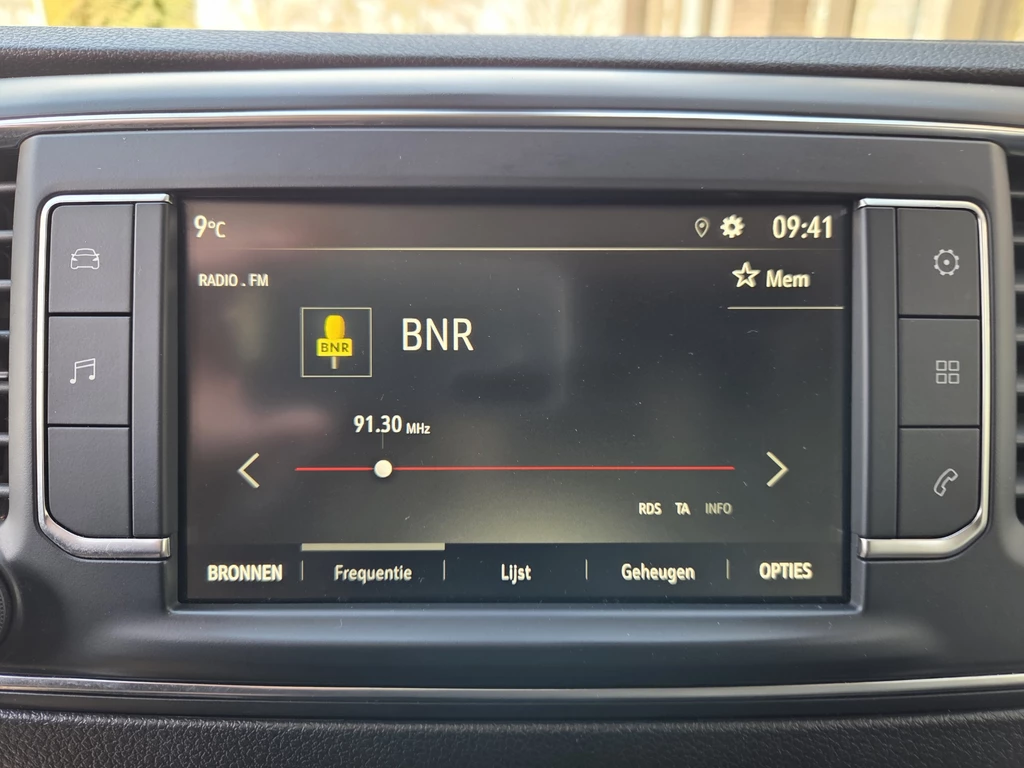 9°C 09:41
RADIO . FM Mem
BNR BNR
91.30 MHz
RDS TA INFO
BRONNEN Frequentie Lijst Geheugen OPTIES